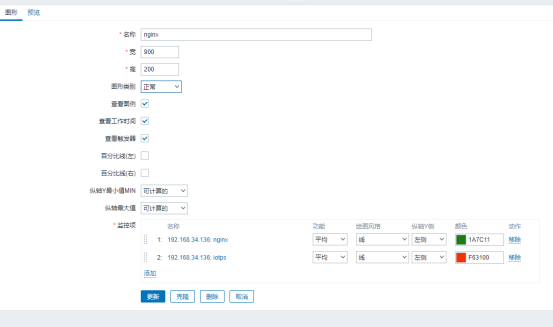 图形 预览
* 名称 nginx
* 宽 900
* 高 200
图形类别 正常
查看图例
查看工作时间
查看触发器
百分比线(左)
百分比线(右)
纵轴Y最小值MIN 可计算的
纵轴最大值 可计算的
* 监控项 名称 功能 绘图风格 纵轴Y侧 颜色 动作
1: 192.168.34.136: nginx 平均 线 左侧 1A7C11 移除
2: 192.168.34.136: iotps 平均 线 左侧 F63100 移除
添加
更新 克隆 删除 取消